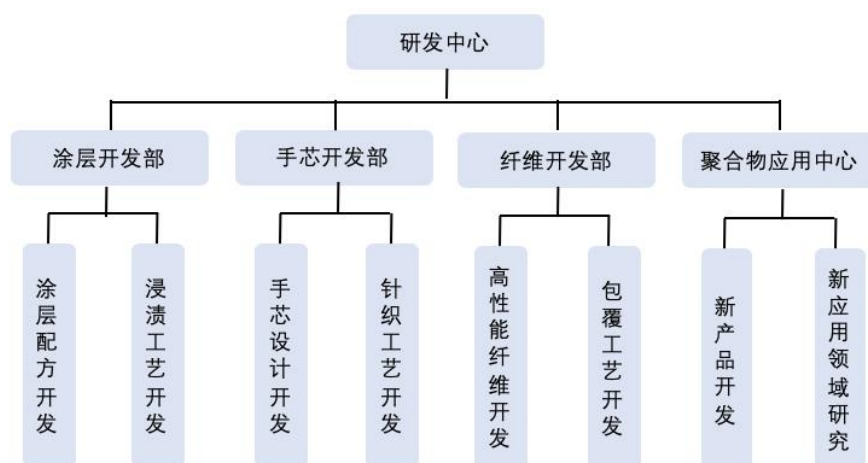 研发中心
涂层开发部
手芯开发部
纤维开发部
聚合物应用中心
涂层配方开发
浸渍工艺开发
手芯设计开发
针织工艺开发
高性能纤维开发
包覆工艺开发
新产品开发
新应用领域研究